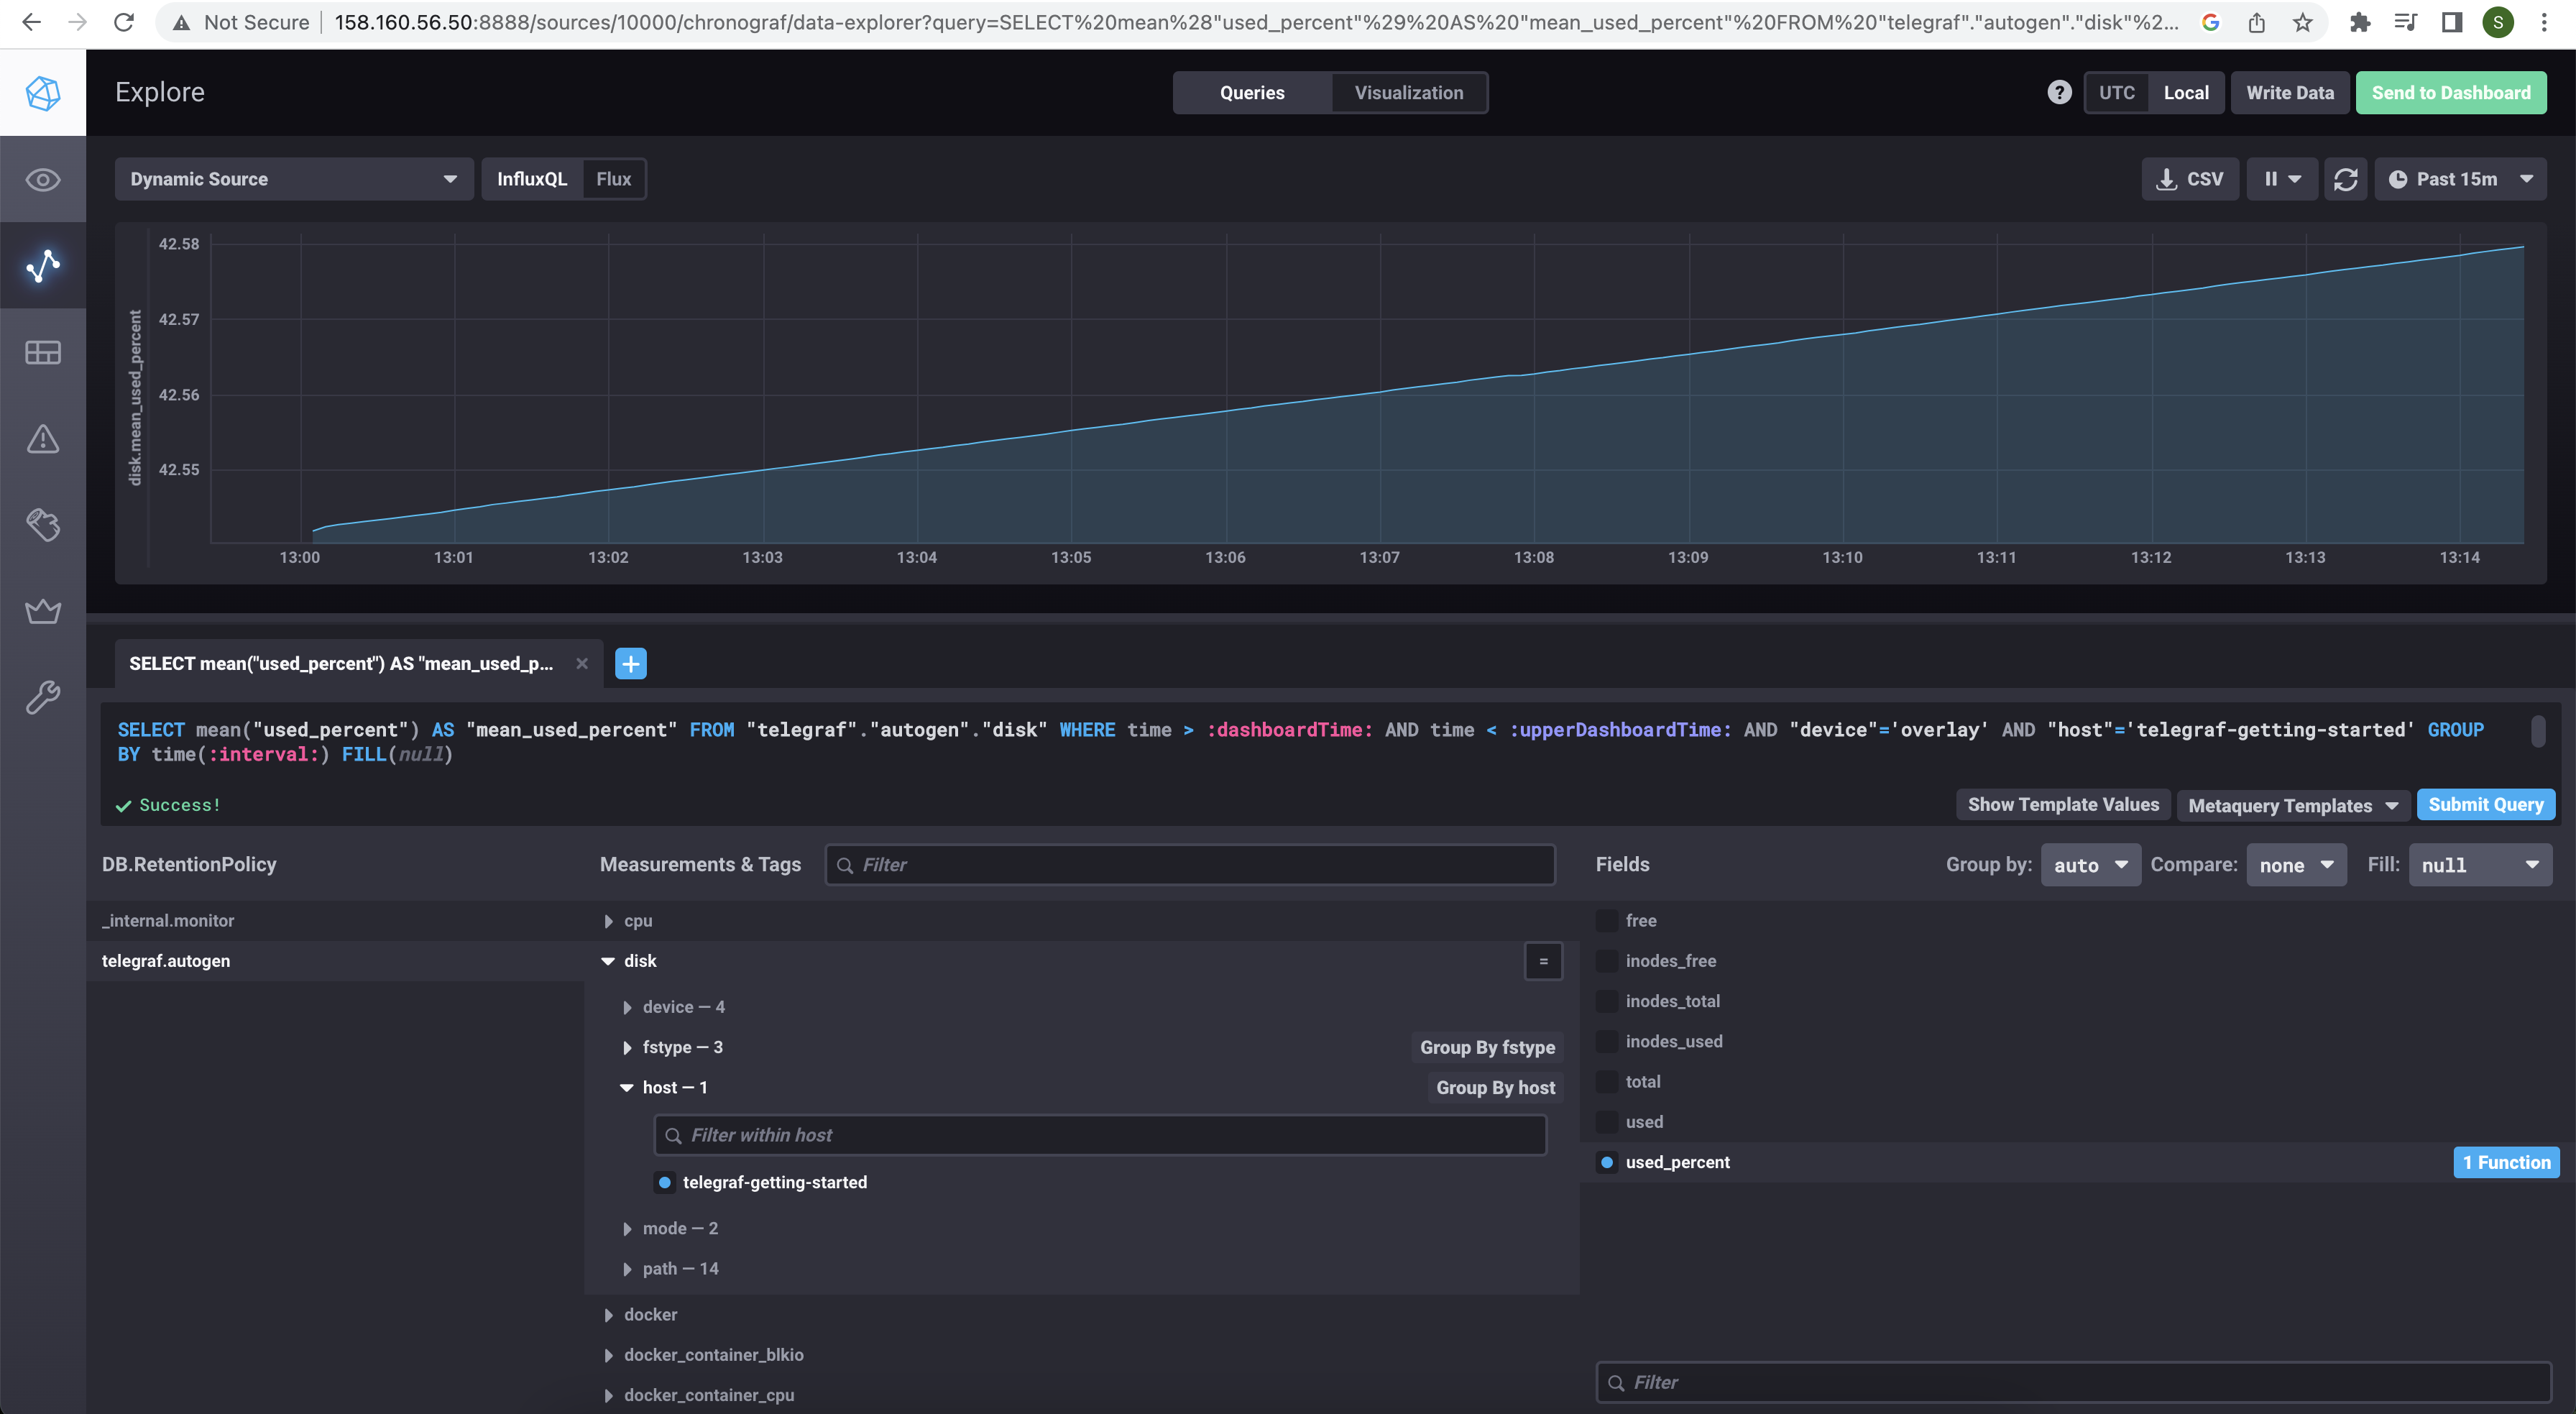 Not Secure
158.160.56.50:8888/sources/10000/chronograf/data-explorer?query=SELECT%20mean%28"used_percent"%29%20AS%20"mean_used_percent"%20FROM%20"telegraf"."autogen"."disk"%2...
S
Explore
Queries
Visualization
?
UTC
Local
Write Data
Send to Dashboard
Dynamic Source
InfluxQL
Flux
CSV
Past 15m
disk.mean_used_percent
42.58
42.57
42.56
42.55
13:00 13:01 13:02 13:03 13:04 13:05 13:06 13:07 13:08 13:09 13:10 13:11 13:12 13:13 13:14
SELECT mean("used_percent") AS "mean_used_p...
SELECT mean("used_percent") AS "mean_used_percent" FROM "telegraf"."autogen"."disk" WHERE time > :dashboardTime: AND time < :upperDashboardTime: AND "device"='overlay' AND "host"='telegraf-getting-started' GROUP
BY time(:interval:) FILL(null)
Success!
Show Template Values
Metaquery Templates
Submit Query
DB.RetentionPolicy
_internal.monitor
telegraf.autogen
Measurements & Tags
Filter
cpu
disk
=
device — 4
fstype — 3
Group By fstype
host — 1
Group By host
Filter within host
telegraf-getting-started
mode — 2
path — 14
docker
docker_container_blkio
docker_container_cpu
Fields
Group by: auto
Compare: none
Fill: null
free
inodes_free
inodes_total
inodes_used
total
used
used_percent
1 Function
Filter